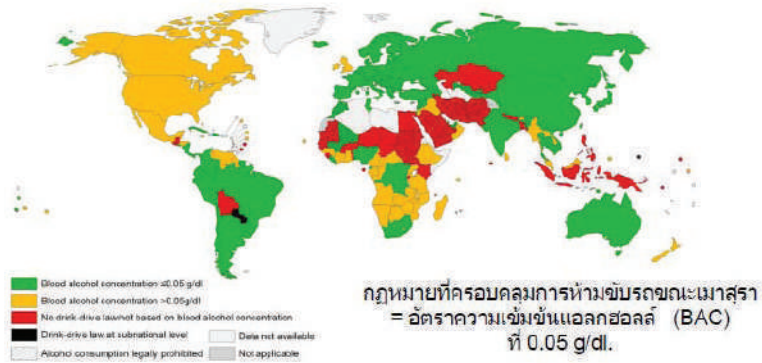 Blood alcohol concentration ≤0.05 g/dl
Blood alcohol concentration >0.05g/dl
No drink-drive law/not based on blood alcohol concentration
Drink-drive law at subnational level
Data not available
Alcohol consumption legally prohibited
Not applicable
กฎหมายที่ครอบคลุมการห้ามขับรถขณะเมาสุรา
= อัตราความเข้มข้นแอลกฮอลล์ (BAC)
ที่ 0.05 g/dl.